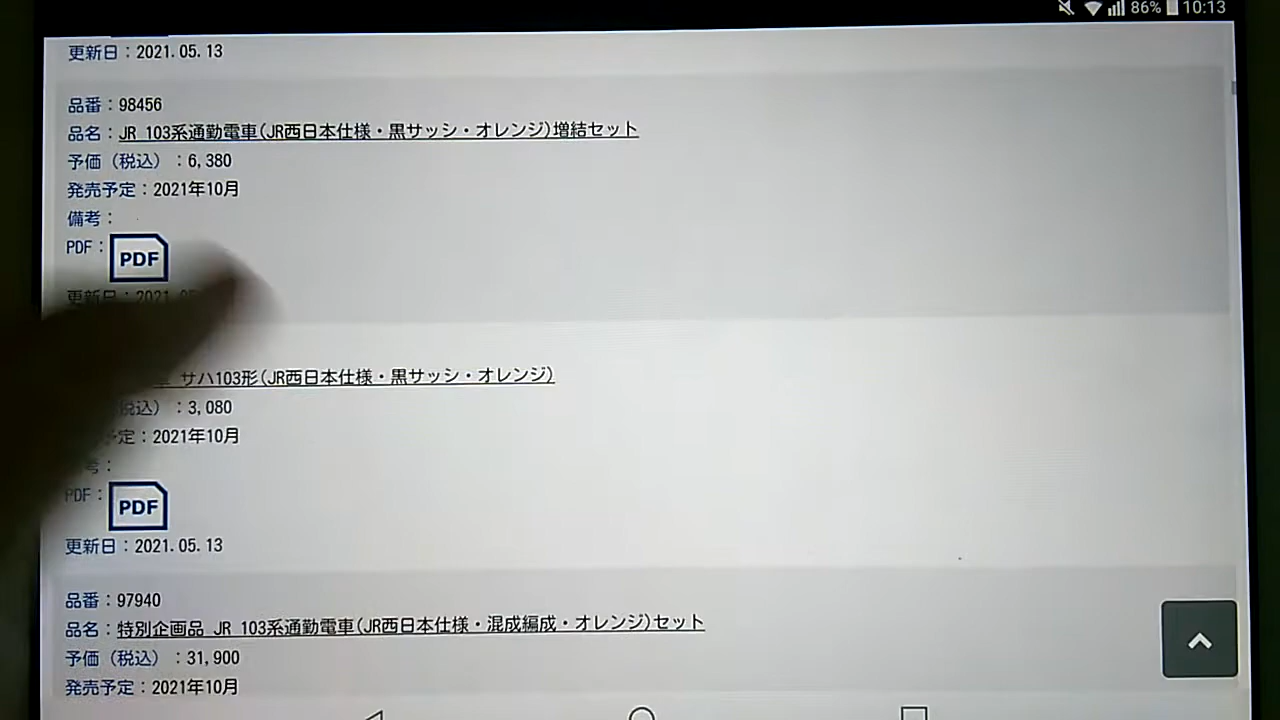 86% 10:13
更新日：2021.05.13
品番：98456
品名：JR 103系通勤電車(JR西日本仕様・黒サッシ・オレンジ)増結セット
予価（税込）：6,380
発売予定：2021年10月
備考：
PDF： PDF
更新日：2021.
サハ103形(JR西日本仕様・黒サッシ・オレンジ)
税込）：3,080
定：2021年10月
考：
PDF： PDF
更新日：2021.05.13
品番：97940
品名：特別企画品 JR 103系通勤電車(JR西日本仕様・混成編成・オレンジ)セット
予価（税込）：31,900
発売予定：2021年10月